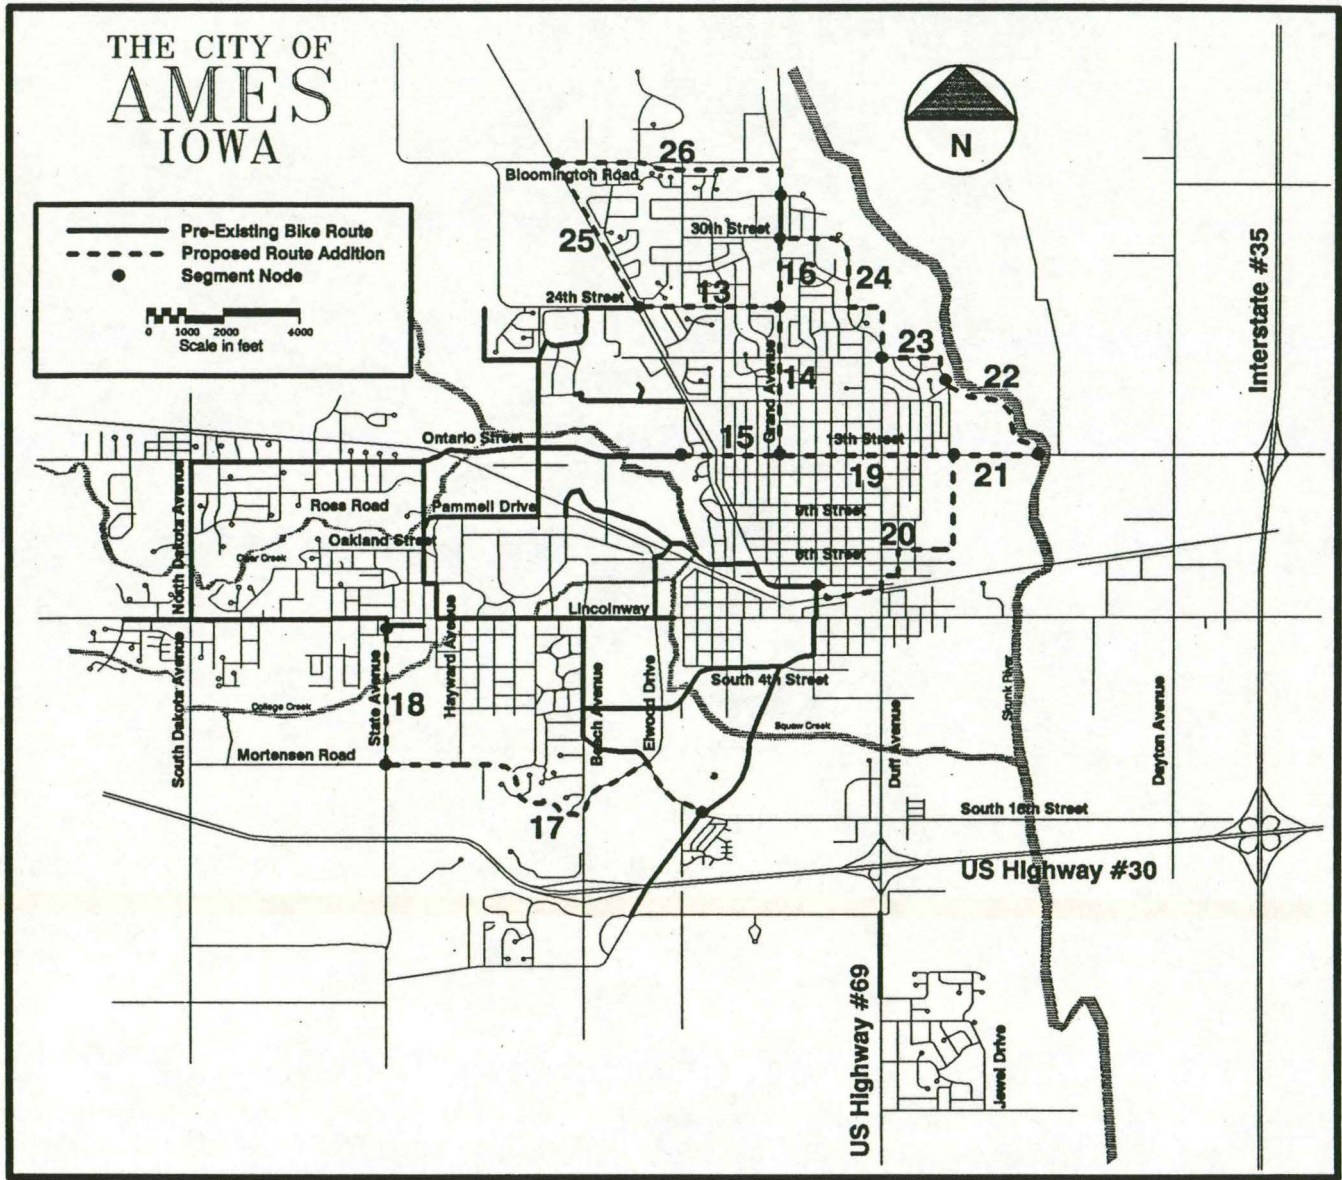 THE CITY OF
AMES
IOWA
Pre-Existing Bike Route
Proposed Route Addition
Segment Node
0 1000 2000 4000
Scale in feet
N
26
Bloomington Road
30th Street
25
16
24
24th Street
13
Interstate #35
23
Grand Avenue
14
22
Ontario Street
15
13th Street
19
21
North Dakota Avenue
Ross Road
Pammell Drive
9th Street
Oakland Street
20
6th Street
Clear Creek
Lincolnway
South Dakota Avenue
State Avenue
18
Hayward Avenue
Beach Avenue
Elwood Drive
South 4th Street
Skunk River
College Creek
Squaw Creek
Duff Avenue
Dayton Avenue
Mortensen Road
17
South 16th Street
US Highway #30
US Highway #69
Jewel Drive